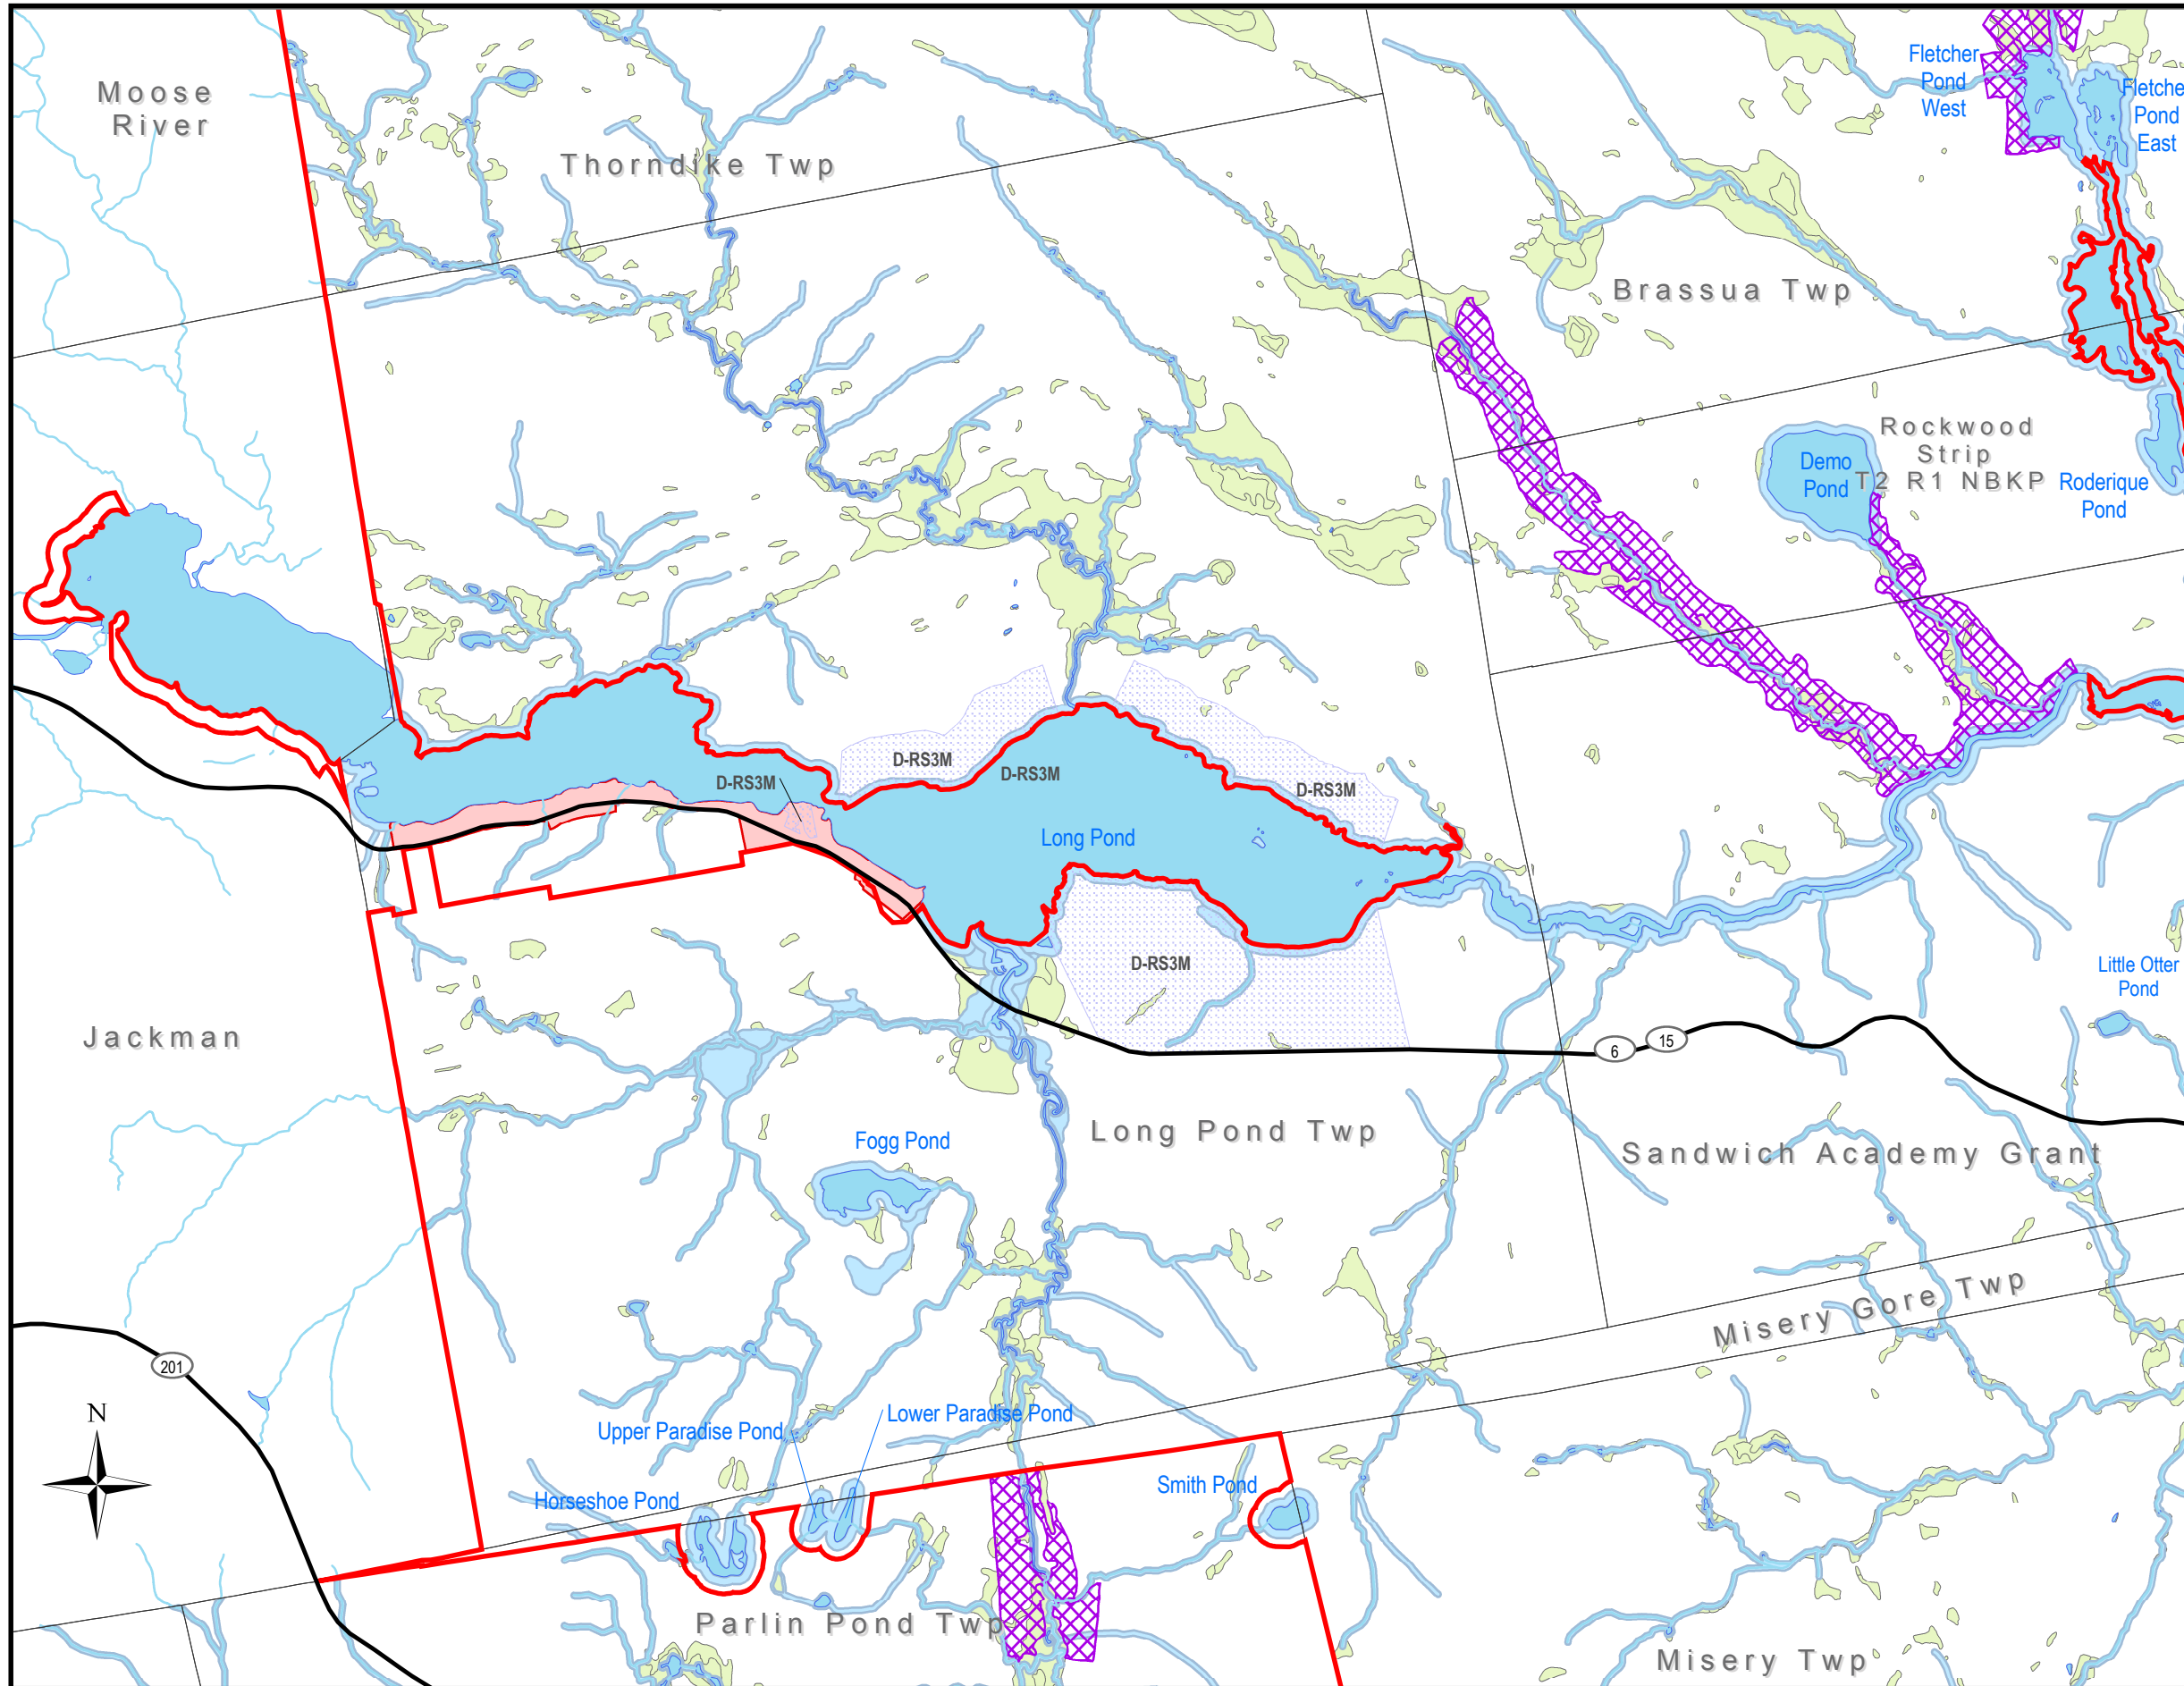 Moose
River
Thorndike Twp
Fletcher
Pond
West
Fletche
Pond
East
Brassua Twp
Rockwood
Strip
T2 R1 NBKP
Demo
Pond
Roderique
Pond
D-RS3M
D-RS3M
D-RS3M
D-RS3M
Long Pond
D-RS3M
Little Otter
Pond
Jackman
6
15
Long Pond Twp
Fogg Pond
Sandwich Academy Grant
Misery Gore Twp
201
N
Upper Paradise Pond
Lower Paradise Pond
Horseshoe Pond
Smith Pond
Parlin Pond Twp
Misery Twp